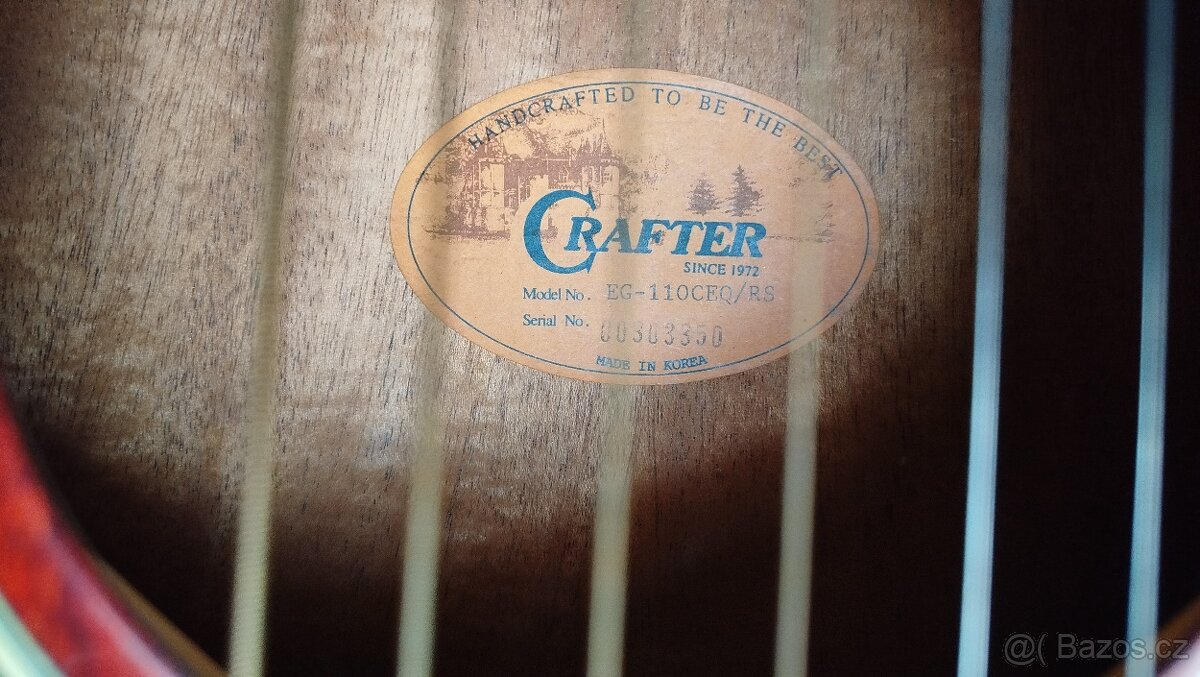 HANDCRAFTED TO BE THE BEST
CRAFTER
SINCE 1972
Model No. EG-110CEQ/RS
Serial No. 00303350
MADE IN KOREA
@( Bazos.cz